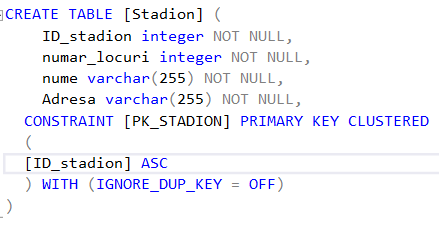 CREATE TABLE [Stadion] (
ID_stadion integer NOT NULL,
numar_locuri integer NOT NULL,
nume varchar(255) NOT NULL,
Adresa varchar(255) NOT NULL,
CONSTRAINT [PK_STADION] PRIMARY KEY CLUSTERED
(
[ID_stadion] ASC
) WITH (IGNORE_DUP_KEY = OFF)
)